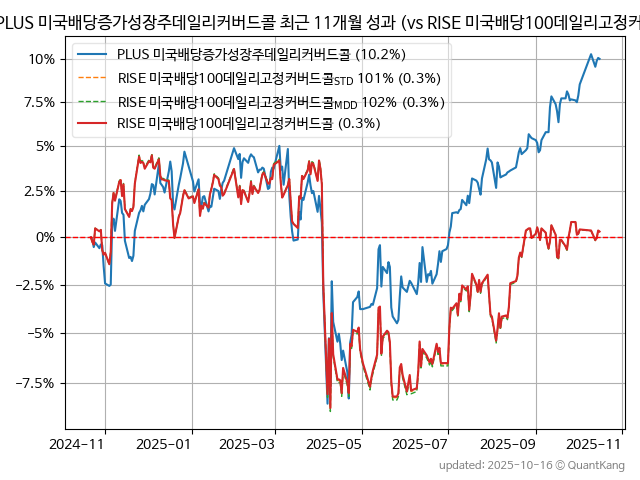 PLUS 미국배당증가성장주데일리커버드콜 최근 11개월 성과 (vs RISE 미국배당100데일리고정커
PLUS 미국배당증가성장주데일리커버드콜 (10.2%)
RISE 미국배당100데일리고정커버드콜STD 101% (0.3%)
RISE 미국배당100데일리고정커버드콜MDD 102% (0.3%)
RISE 미국배당100데일리고정커버드콜 (0.3%)
10%
7.5%
5%
2.5%
0%
−2.5%
−5%
−7.5%
2024-11
2025-01
2025-03
2025-05
2025-07
2025-09
2025-11
updated: 2025-10-16 © QuantKang